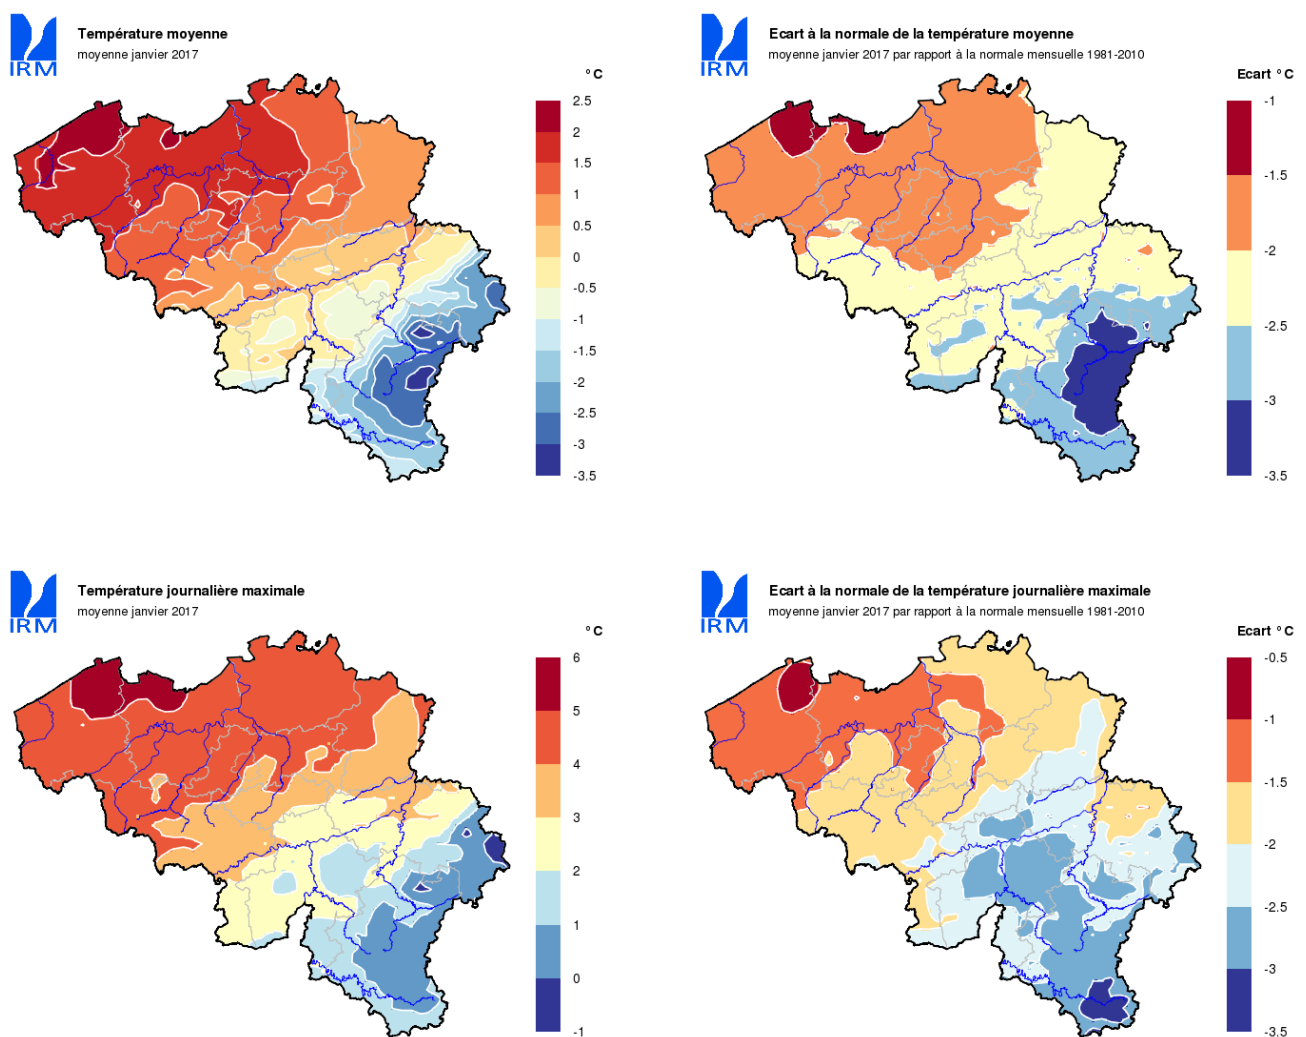 IRM
Température moyenne
moyenne janvier 2017
° C
2.5
2
1.5
1
0.5
0
-0.5
-1
-1.5
-2
-2.5
-3
-3.5
IRM
Ecart à la normale de la température moyenne
moyenne janvier 2017 par rapport à la normale mensuelle 1981-2010
Ecart ° C
-1
-1.5
-2
-2.5
-3
-3.5
IRM
Température journalière maximale
moyenne janvier 2017
° C
6
5
4
3
2
1
0
-1
IRM
Ecart à la normale de la température journalière maximale
moyenne janvier 2017 par rapport à la normale mensuelle 1981-2010
Ecart ° C
-0.5
-1
-1.5
-2
-2.5
-3
-3.5